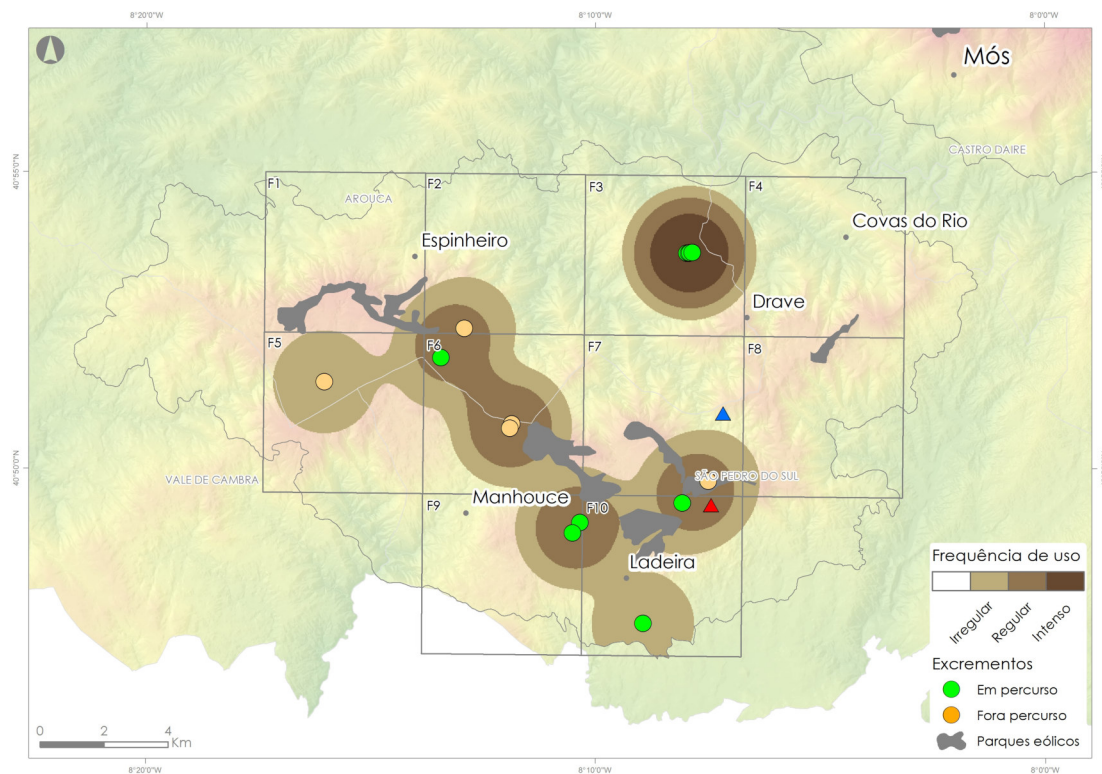 8°20'0"W
8°10'0"W
8°0'0"W
Mós
CASTRO DAIRE
40°55'0"N
F1
F2
F3
F4
AROUCA
Covas do Rio
Espinheiro
Drave
F5
F6
F7
F8
40°50'0"N
VALE DE CAMBRA
SÃO PEDRO DO SUL
Manhouce
F9
F10
Ladeira
Frequência de uso
Irregular
Regular
Intenso
Excrementos
Em percurso
Fora percurso
Parques eólicos
0 2 4
Km
8°20'0"W
8°10'0"W
8°0'0"W